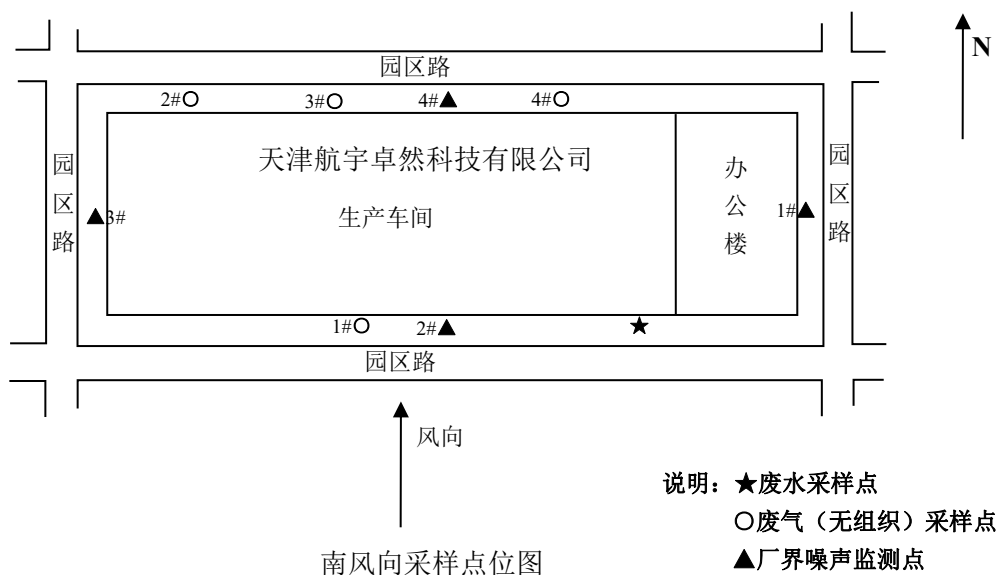 N
园区路
2#○
3#○
4#▲
4#○
天津航宇卓然科技有限公司
生产车间
办公楼
园区路
▲3#
1#▲
园区路
1#○
2#▲
★
园区路
风向
说明：★废水采样点
○废气（无组织）采样点
▲厂界噪声监测点
南风向采样点位图